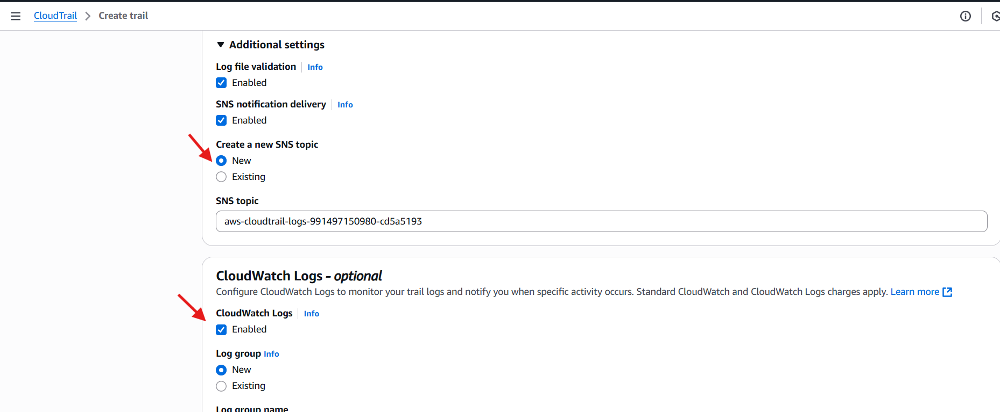 CloudTrail > Create trail
Additional settings
Log file validation Info
Enabled
SNS notification delivery Info
Enabled
Create a new SNS topic
New
Existing
SNS topic
aws-cloudtrail-logs-991497150980-cd5a5193
CloudWatch Logs - optional
Configure CloudWatch Logs to monitor your trail logs and notify you when specific activity occurs. Standard CloudWatch and CloudWatch Logs charges apply. Learn more
CloudWatch Logs Info
Enabled
Log group Info
New
Existing
Log group name